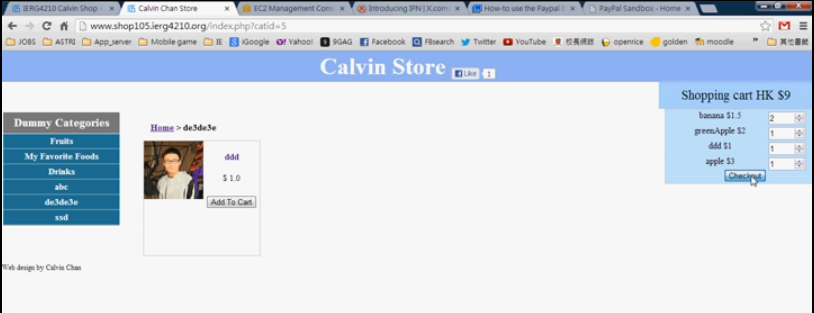 IERG4210 Calvin Shop -
Calvin Chan Store
EC2 Management Cons
Introducing IPN | X.com
How-to use the Paypal I
PayPal Sandbox - Home
www.shop105.ierg4210.org/index.php?catid=5
JOBS ASTRI App_server Mobile game IE iGoogle Yahoo! 9GAG Facebook FBsearch Twitter YouTube 校長網誌 openrice golden moodle » 其他書籤
Calvin Store Like 1
Shopping cart HK $9
banana $1.5 2
greenApple $2 1
ddd $1 1
apple $3 1
Checkout
Dummy Categories
Fruits
My Favorite Foods
Drinks
abc
de3de3e
ssd
Home > de3de3e
ddd
$ 1.0
Add To Cart
Web design by Calvin Chan